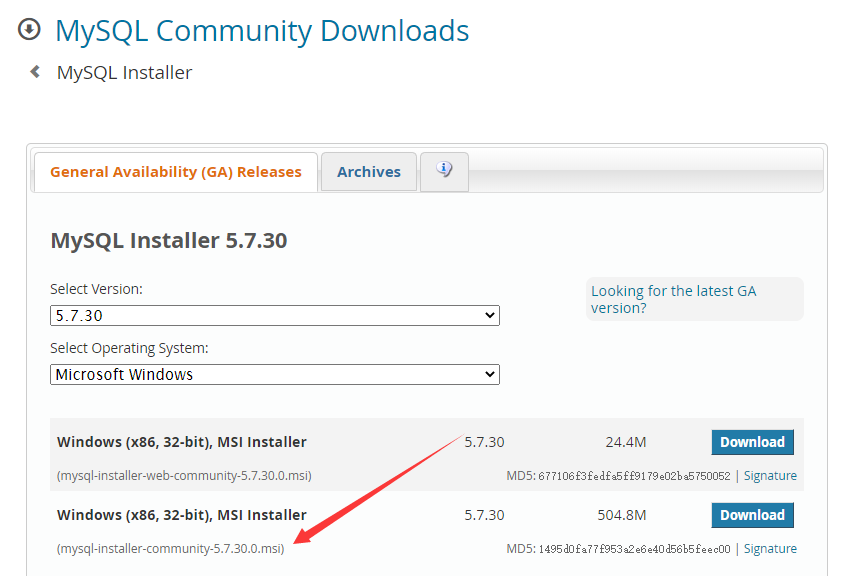 MySQL Community Downloads
MySQL Installer
General Availability (GA) Releases Archives
MySQL Installer 5.7.30
Select Version:
5.7.30
Looking for the latest GA
version?
Select Operating System:
Microsoft Windows
Windows (x86, 32-bit), MSI Installer 5.7.30 24.4M Download
(mysql-installer-web-community-5.7.30.0.msi) MD5: 677106f3fedfa5ff9179e02ba5750052 | Signature
Windows (x86, 32-bit), MSI Installer 5.7.30 504.8M Download
(mysql-installer-community-5.7.30.0.msi) MD5: 1495d0fa77f953a2e6e40d56b5feec00 | Signature